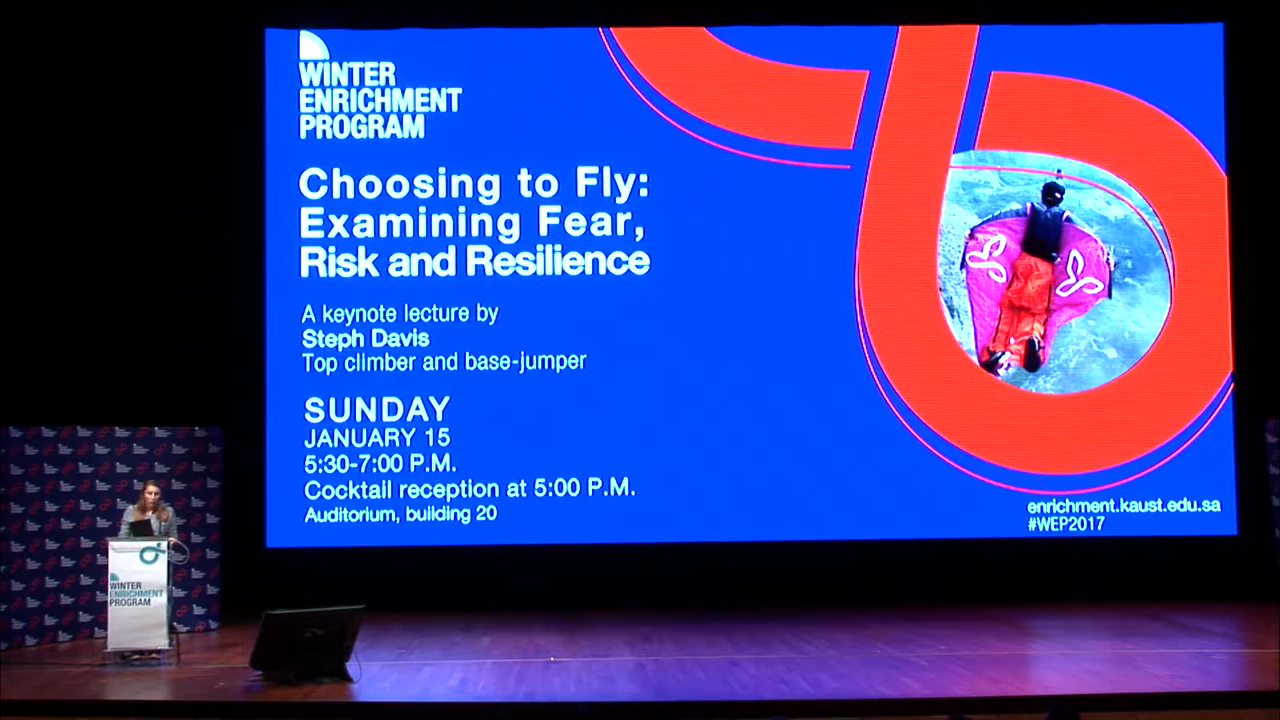 WINTER
ENRICHMENT
PROGRAM
Choosing to Fly:
Examining Fear,
Risk and Resilience
A keynote lecture by
Steph Davis
Top climber and base-jumper
SUNDAY
JANUARY 15
5:30-7:00 P.M.
Cocktail reception at 5:00 P.M.
Auditorium, building 20
enrichment.kaust.edu.sa
#WEP2017
WINTER
ENRICHMENT
PROGRAM